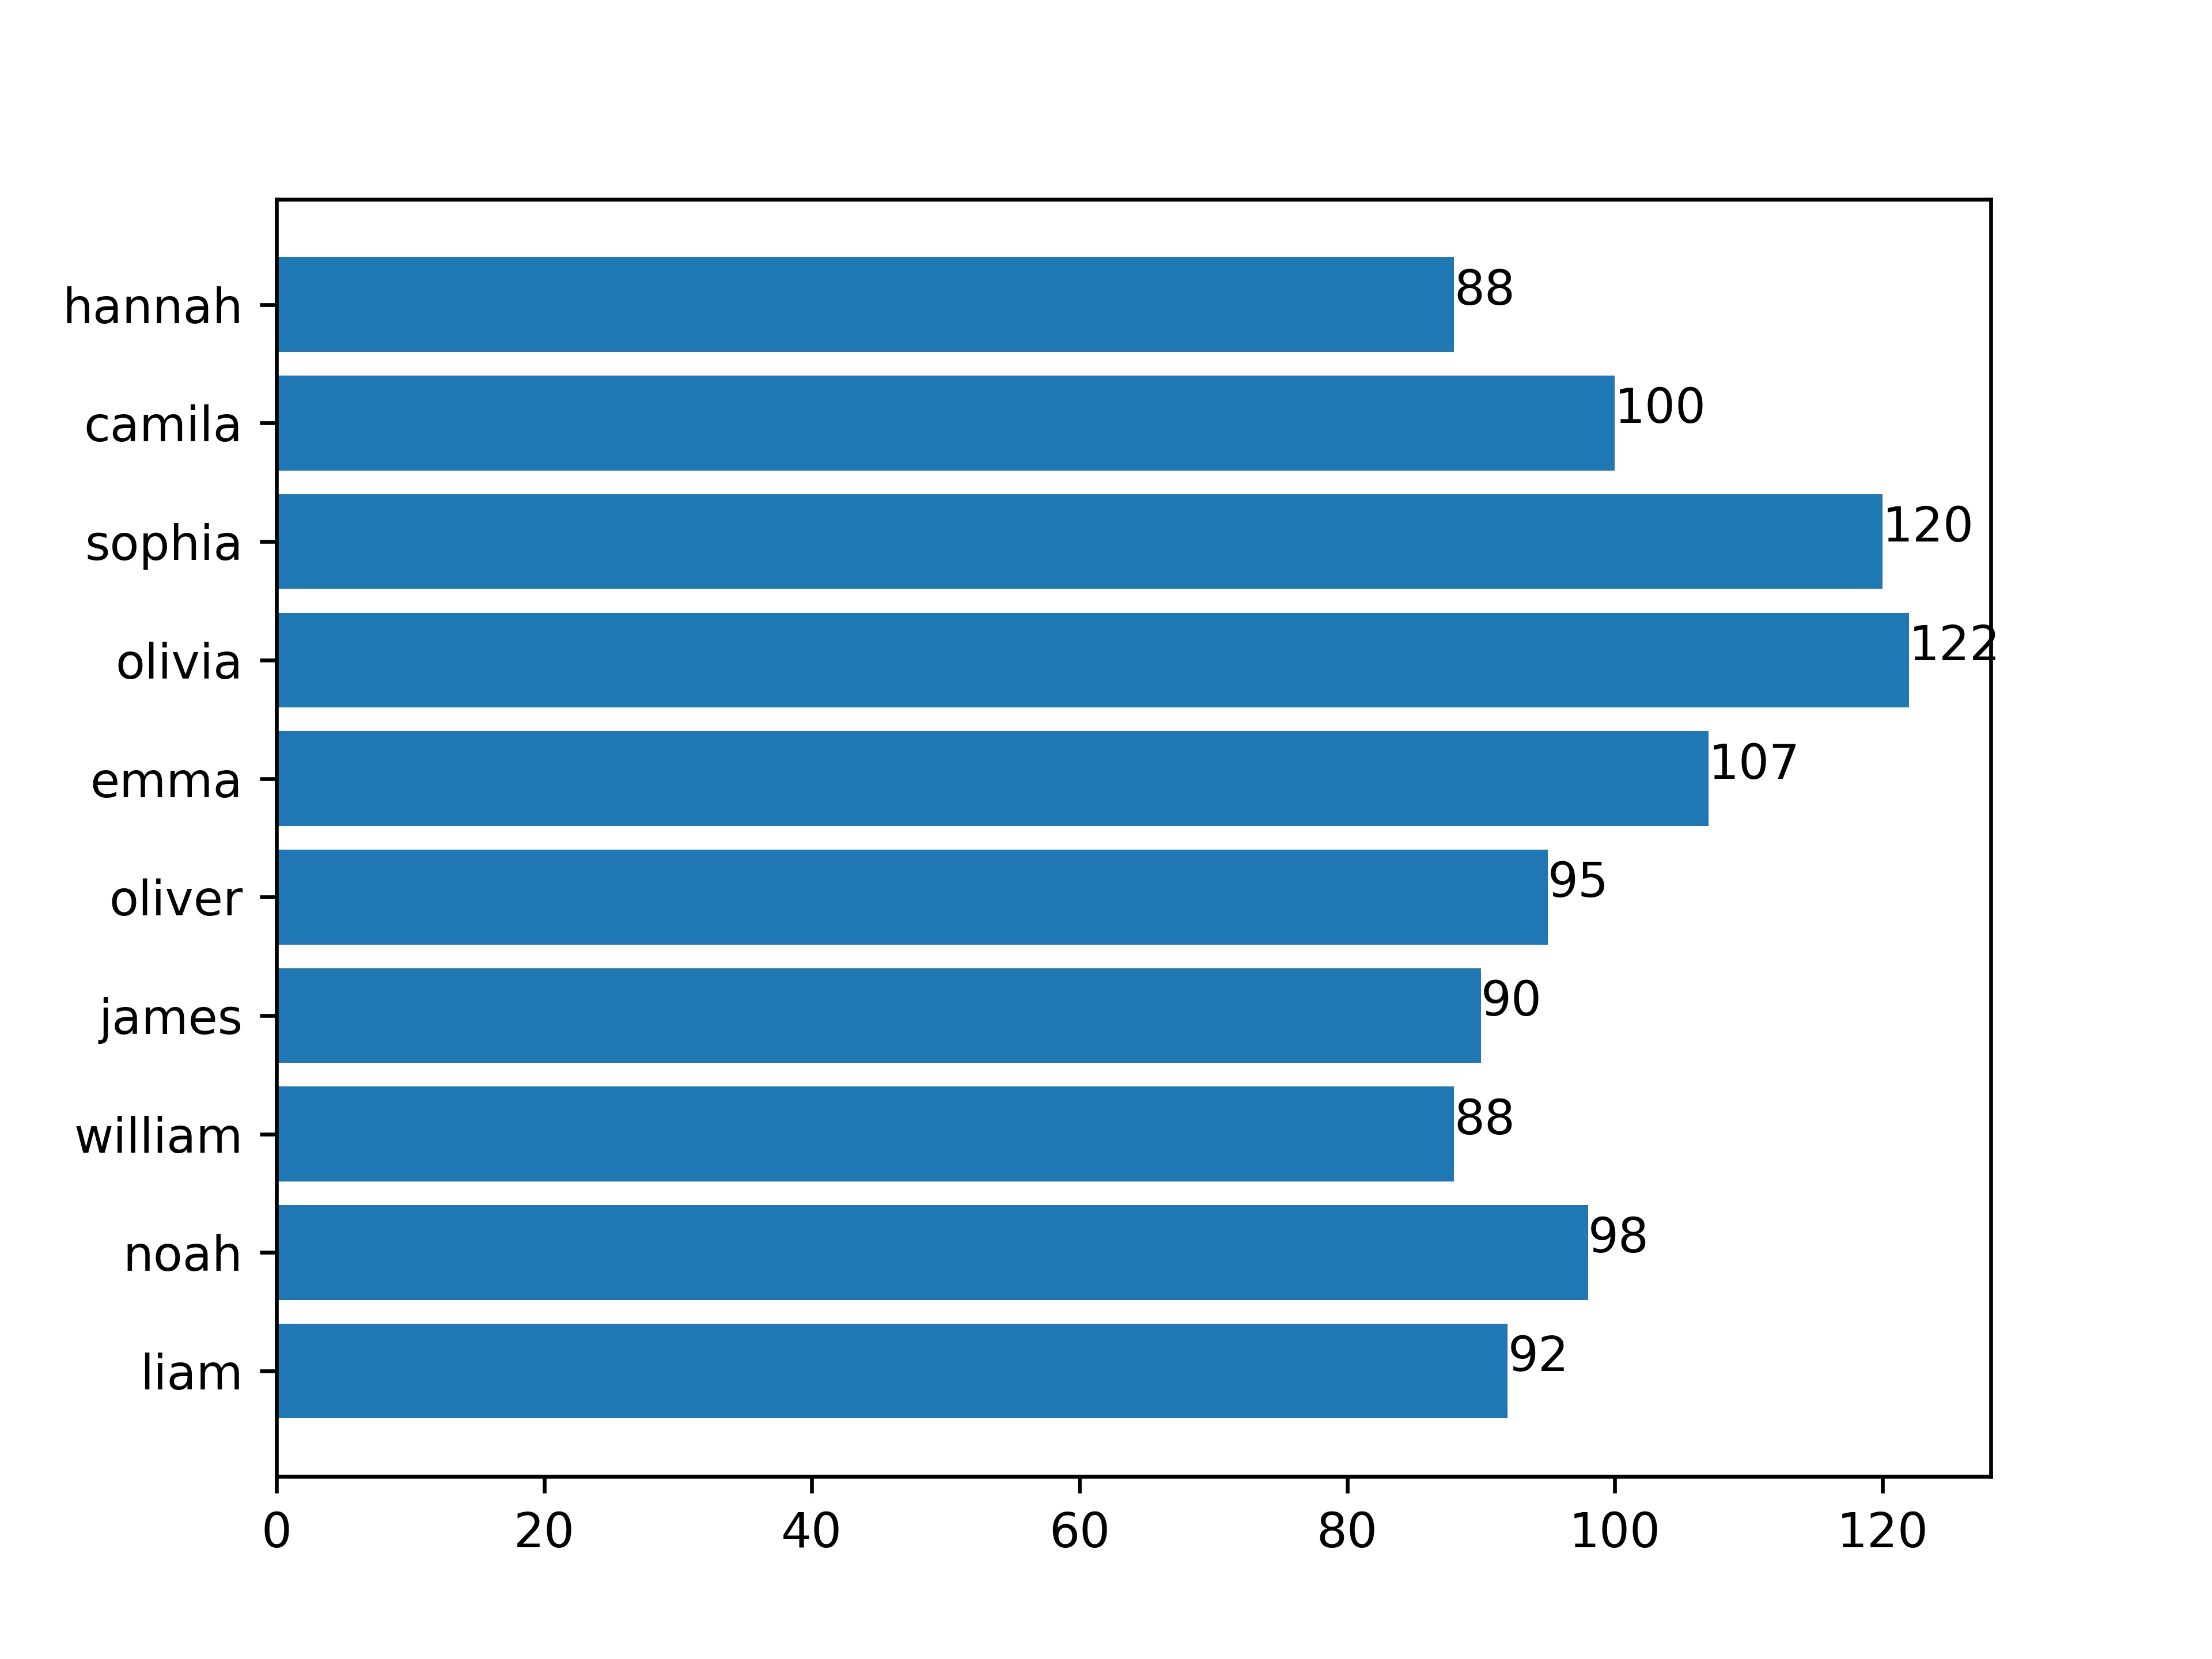 hannah 88
camila 100
sophia 120
olivia 122
emma 107
oliver 95
james 90
william 88
noah 98
liam 92
0 20 40 60 80 100 120